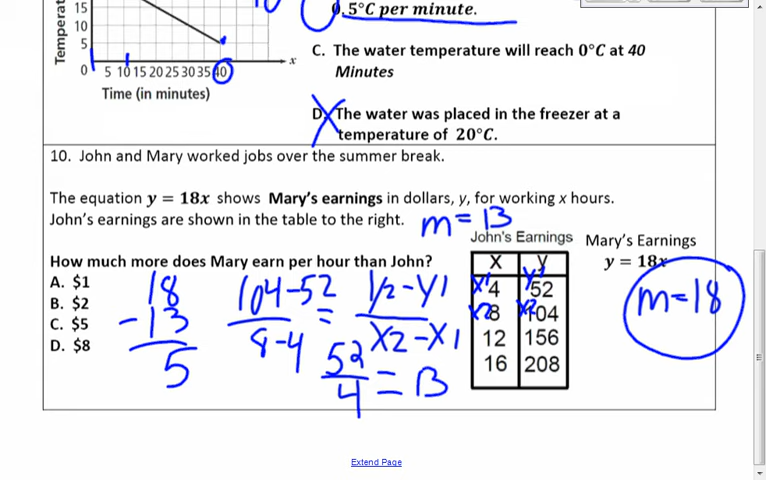 15
10
5
0 5 10 15 20 25 30 35 40 x
Time (in minutes)
Temperat
0.5°C per minute.
C. The water temperature will reach 0°C at 40
Minutes
D. The water was placed in the freezer at a
temperature of 20°C.
10. John and Mary worked jobs over the summer break.
The equation y = 18x shows Mary's earnings in dollars, y, for working x hours.
John's earnings are shown in the table to the right.
m = 13
How much more does Mary earn per hour than John?
A. $1
B. $2
C. $5
D. $8
18
-13
5
104-52 = Y2-Y1
8-4 X2-X1
52 = 13
4
John's Earnings
X Y
X1 4 Y1 52
X2 8 Y2 104
12 156
16 208
Mary's Earnings
y = 18x
m=18
Extend Page